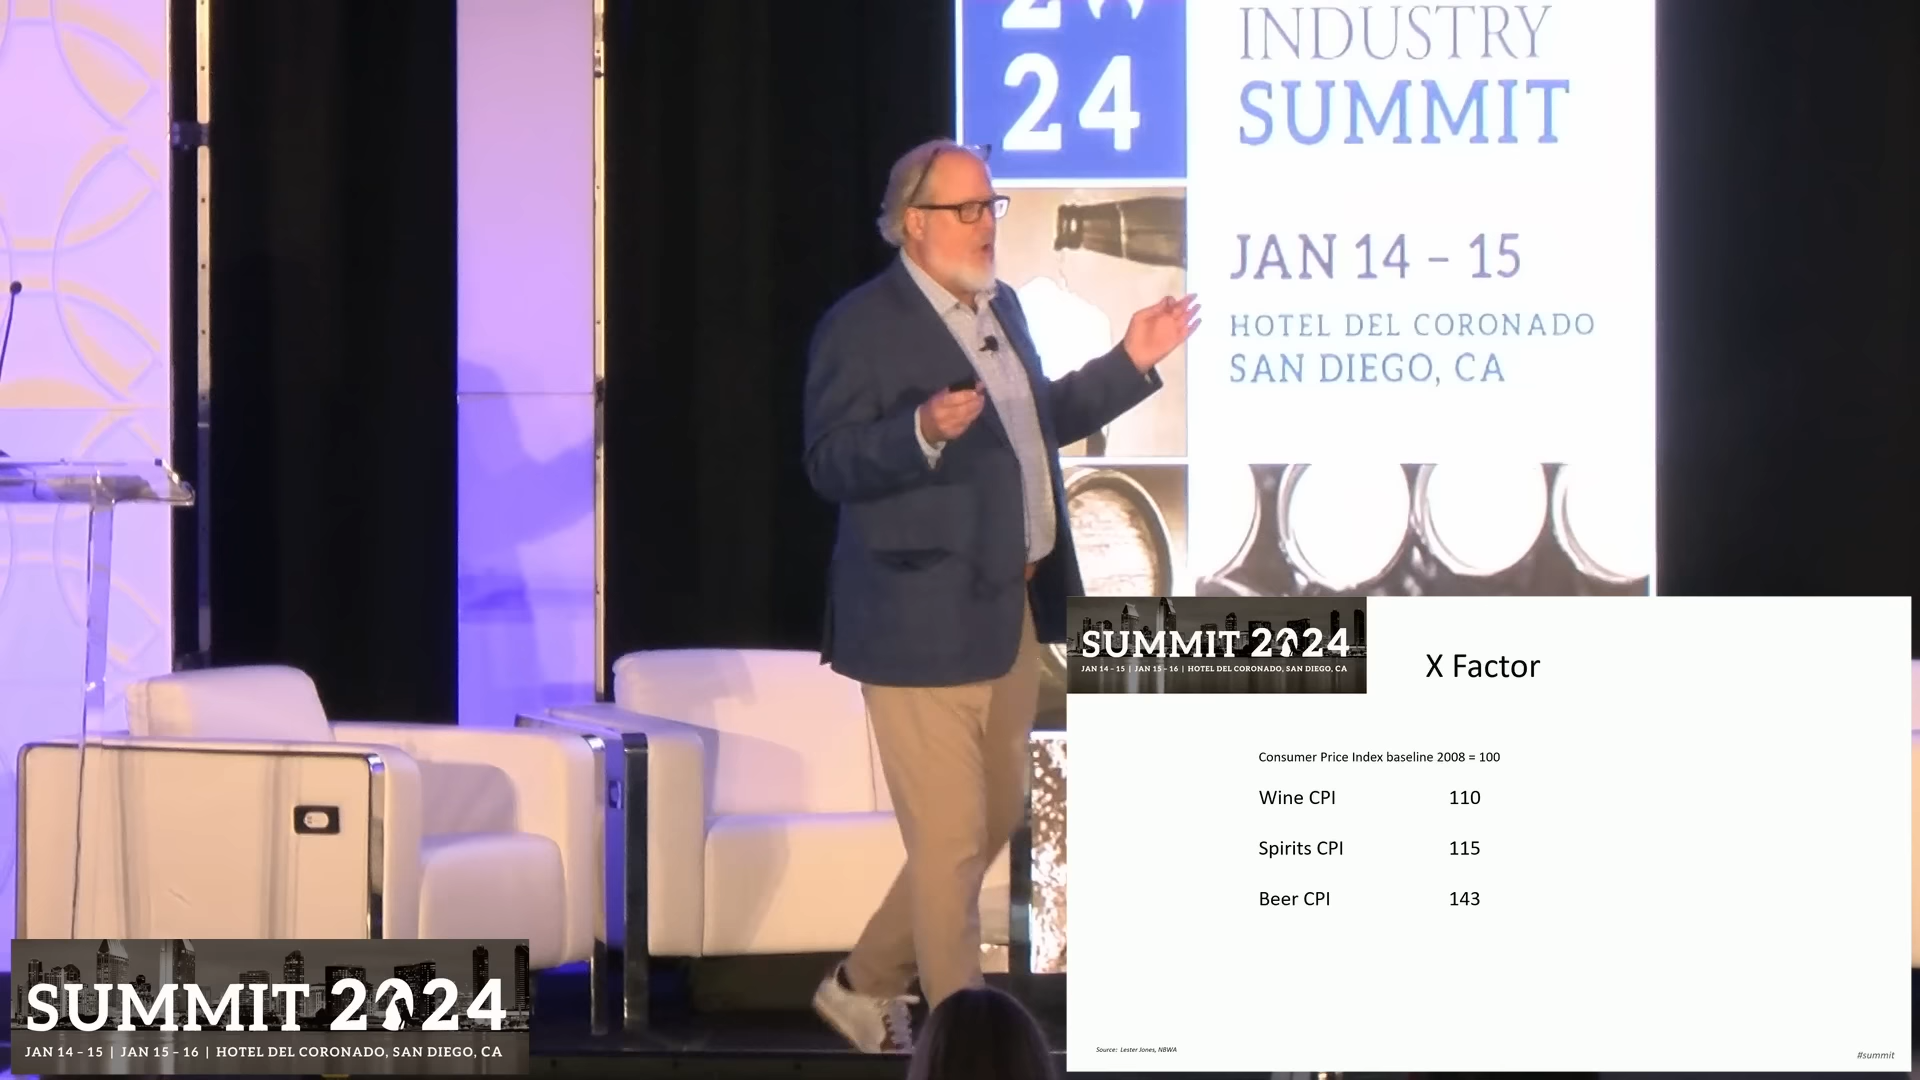 24
INDUSTRY
SUMMIT
JAN 14 – 15
HOTEL DEL CORONADO
SAN DIEGO, CA
SUMMIT 2024
JAN 14 – 15 | JAN 15 – 16 | HOTEL DEL CORONADO, SAN DIEGO, CA
X Factor
Consumer Price Index baseline 2008 = 100
Wine CPI 110
Spirits CPI 115
Beer CPI 143
Source: Lester Jones, NBWA
#summit
SUMMIT 2024
JAN 14 – 15 | JAN 15 – 16 | HOTEL DEL CORONADO, SAN DIEGO, CA